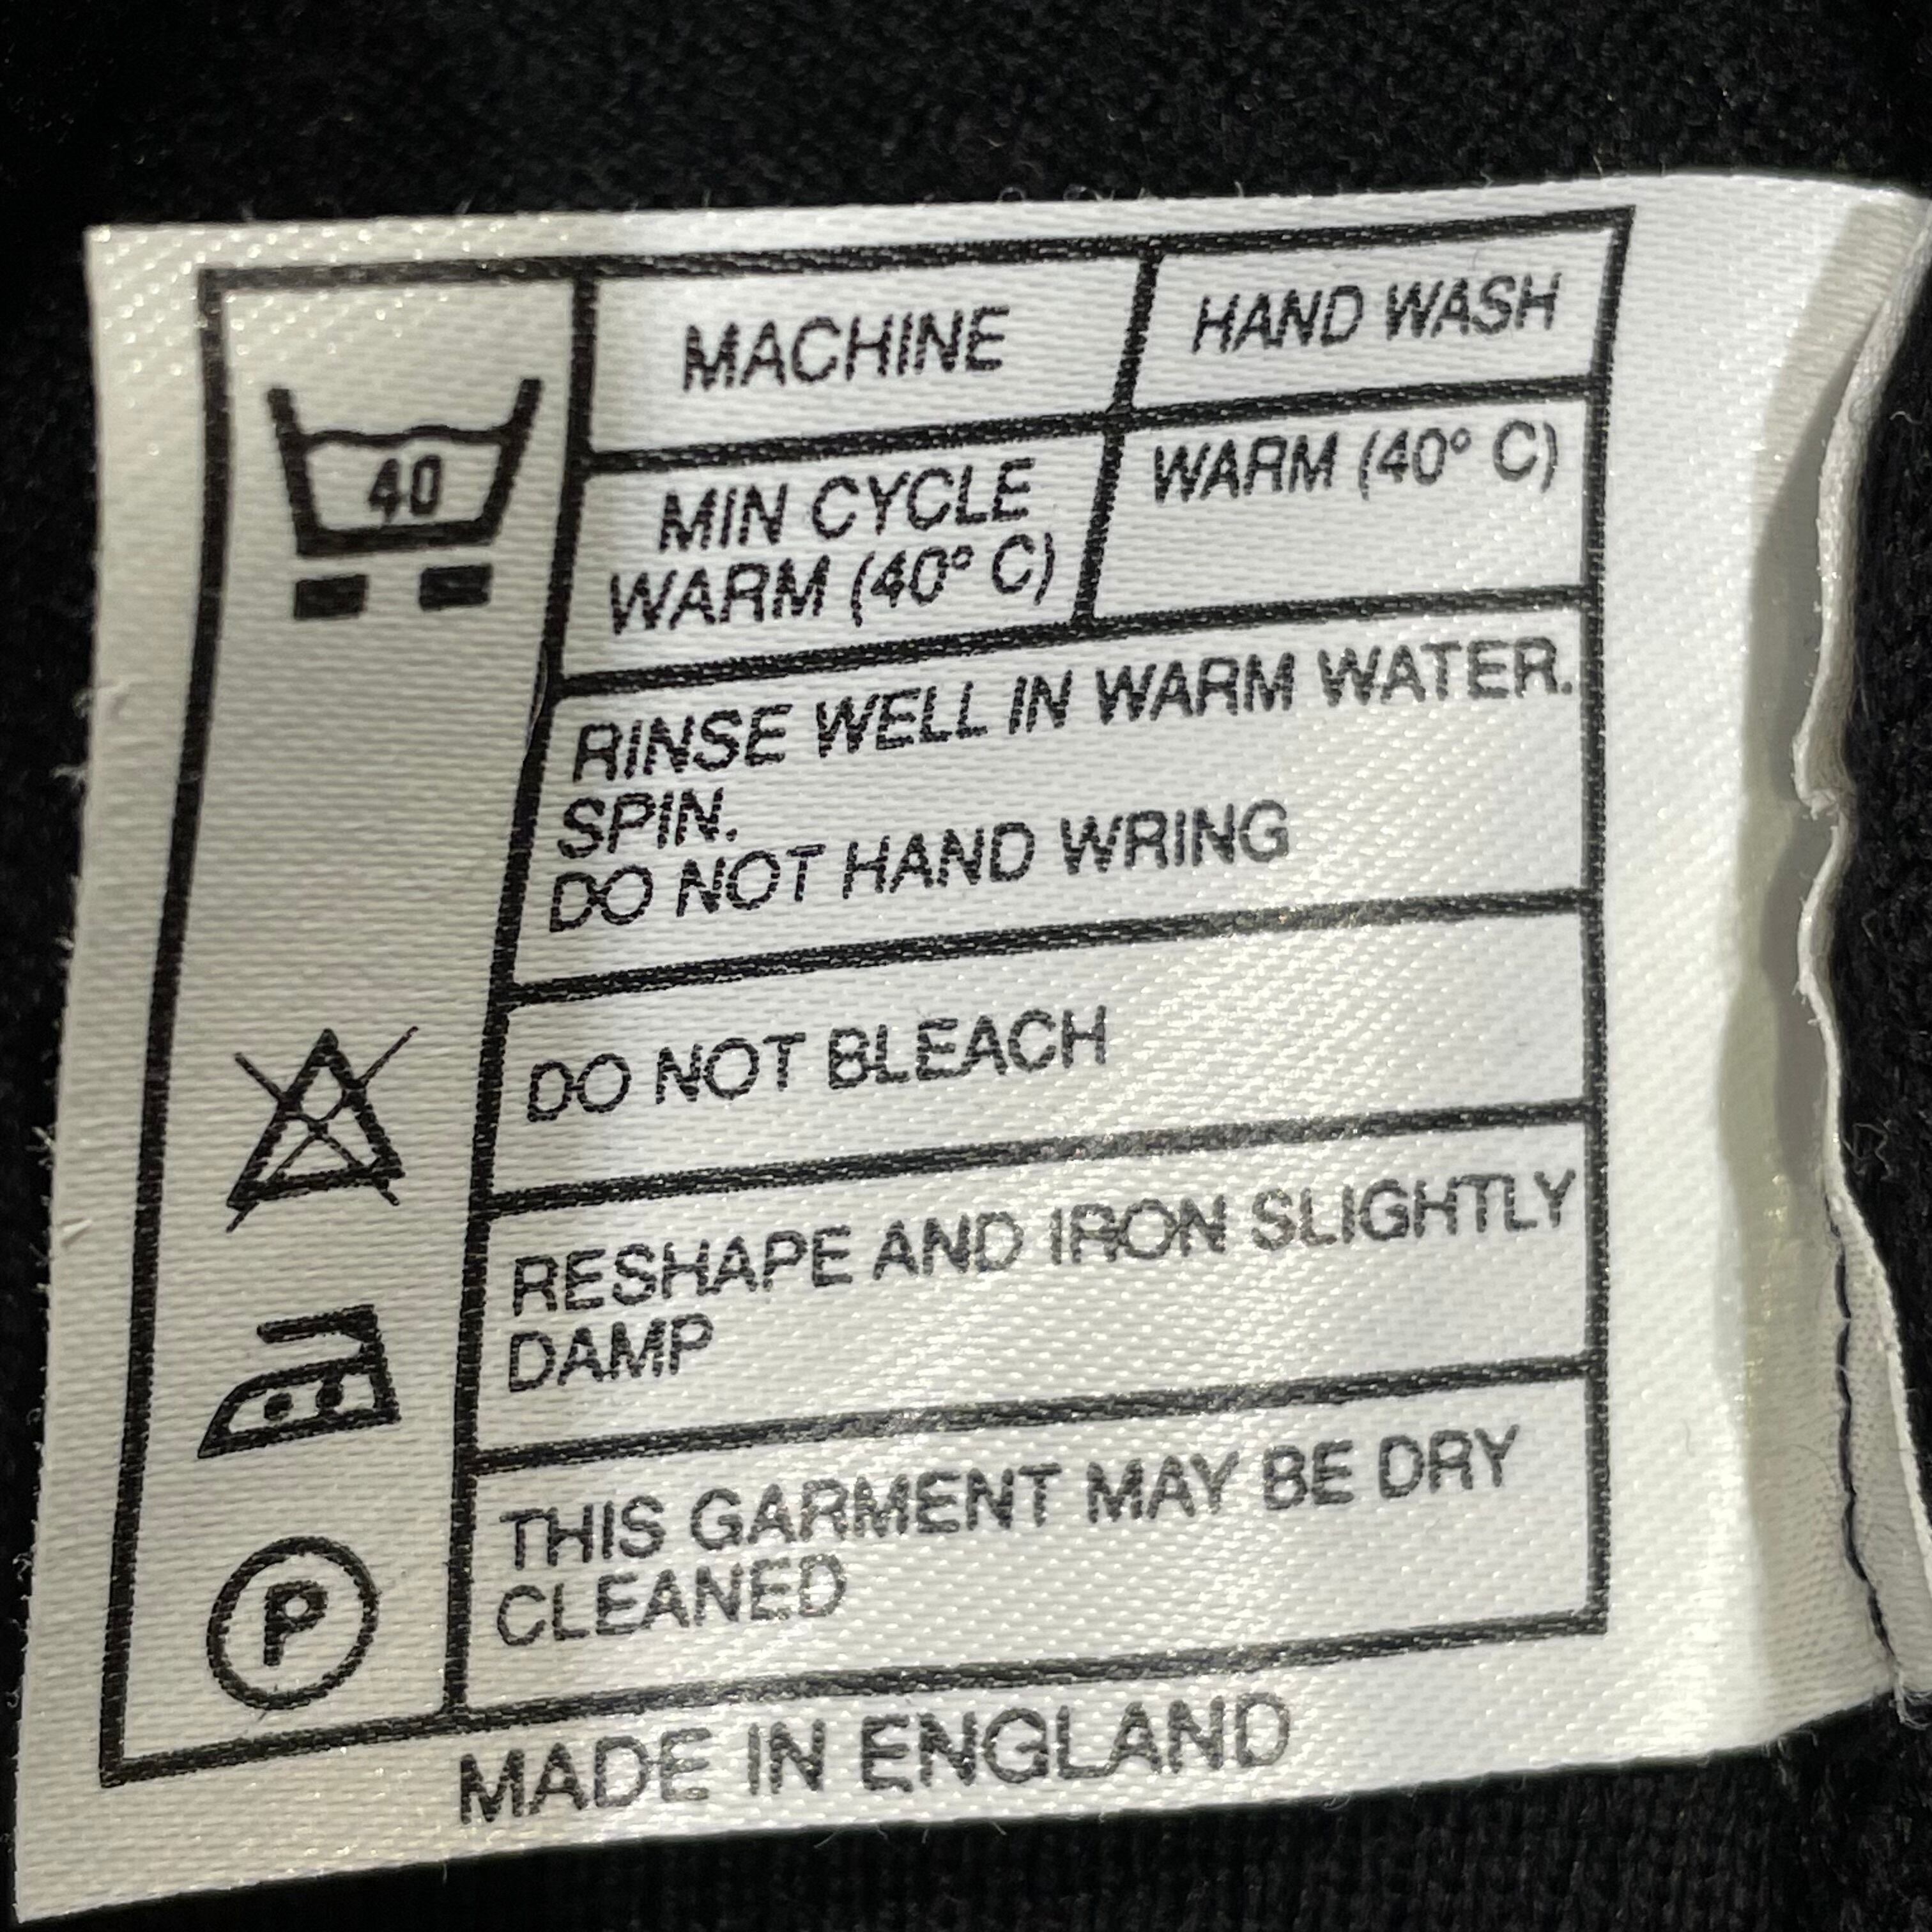 MACHINE
HAND WASH
40
MIN CYCLE
WARM (40° C)
WARM (40° C)
RINSE WELL IN WARM WATER.
SPIN.
DO NOT HAND WRING
DO NOT BLEACH
RESHAPE AND IRON SLIGHTLY
DAMP
THIS GARMENT MAY BE DRY
CLEANED
P
MADE IN ENGLAND